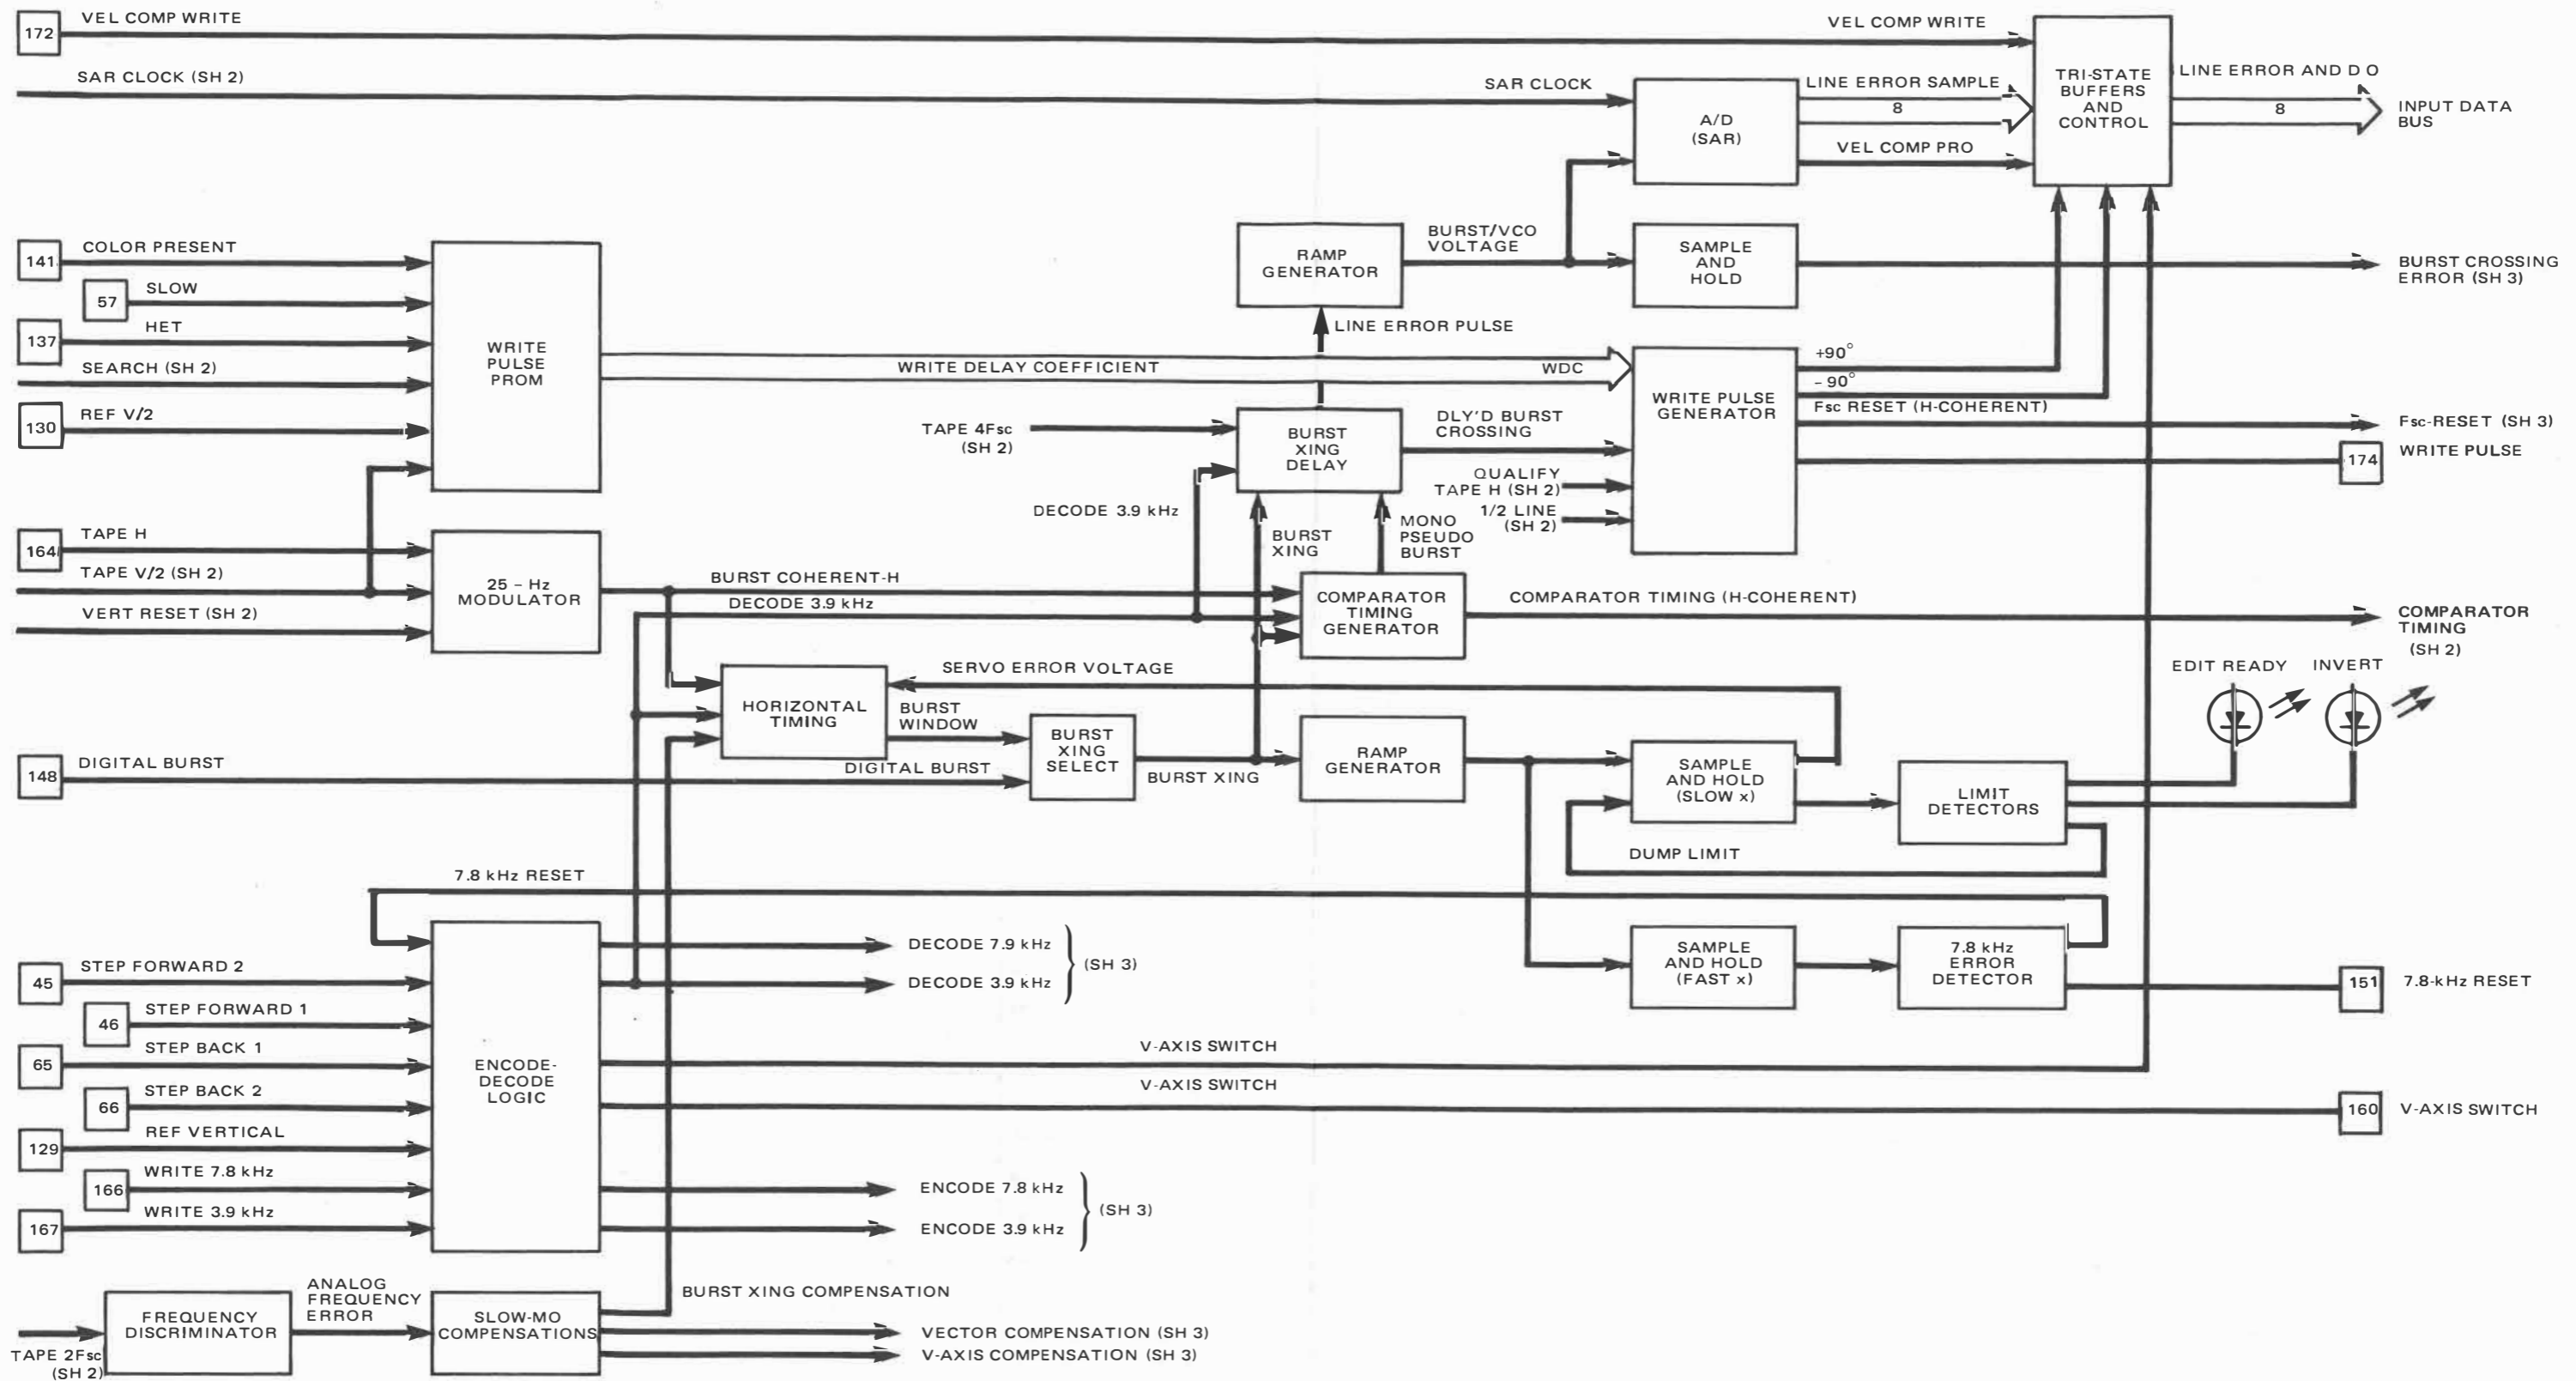 172
VEL COMP WRITE
VEL COMP WRITE
SAR CLOCK (SH 2)
SAR CLOCK
A/D
(SAR)
LINE ERROR SAMPLE
8
VEL COMP PRO
TRI-STATE
BUFFERS
AND
CONTROL
LINE ERROR AND D O
8
INPUT DATA
BUS
141
COLOR PRESENT
57
SLOW
137
HET
SEARCH (SH 2)
130
REF V/2
WRITE
PULSE
PROM
RAMP
GENERATOR
BURST/VCO
VOLTAGE
SAMPLE
AND
HOLD
BURST CROSSING
ERROR (SH 3)
LINE ERROR PULSE
WRITE DELAY COEFFICIENT
WDC
WRITE PULSE
GENERATOR
+90°
- 90°
Fsc RESET (H-COHERENT)
Fsc-RESET (SH 3)
174
WRITE PULSE
TAPE 4Fsc
(SH 2)
BURST
XING
DELAY
DLY'D BURST
CROSSING
QUALIFY
TAPE H (SH 2)
1/2 LINE
(SH 2)
DECODE 3.9 kHz
BURST
XING
MONO
PSEUDO
BURST
164
TAPE H
TAPE V/2 (SH 2)
VERT RESET (SH 2)
25 – Hz
MODULATOR
BURST COHERENT-H
DECODE 3.9 kHz
COMPARATOR
TIMING
GENERATOR
COMPARATOR TIMING (H-COHERENT)
COMPARATOR
TIMING
(SH 2)
SERVO ERROR VOLTAGE
HORIZONTAL
TIMING
BURST
WINDOW
EDIT READY
INVERT
148
DIGITAL BURST
DIGITAL BURST
BURST
XING
SELECT
BURST XING
RAMP
GENERATOR
SAMPLE
AND HOLD
(SLOW x)
LIMIT
DETECTORS
DUMP LIMIT
7.8 kHz RESET
45
STEP FORWARD 2
46
STEP FORWARD 1
65
STEP BACK 1
66
STEP BACK 2
129
REF VERTICAL
166
WRITE 7.8 kHz
167
WRITE 3.9 kHz
ENCODE-
DECODE
LOGIC
DECODE 7.9 kHz
DECODE 3.9 kHz
(SH 3)
SAMPLE
AND HOLD
(FAST x)
7.8 kHz
ERROR
DETECTOR
151
7.8-kHz RESET
V-AXIS SWITCH
V-AXIS SWITCH
160
V-AXIS SWITCH
ENCODE 7.8 kHz
ENCODE 3.9 kHz
(SH 3)
TAPE 2Fsc
(SH 2)
FREQUENCY
DISCRIMINATOR
ANALOG
FREQUENCY
ERROR
SLOW-MO
COMPENSATIONS
BURST XING COMPENSATION
VECTOR COMPENSATION (SH 3)
V-AXIS COMPENSATION (SH 3)